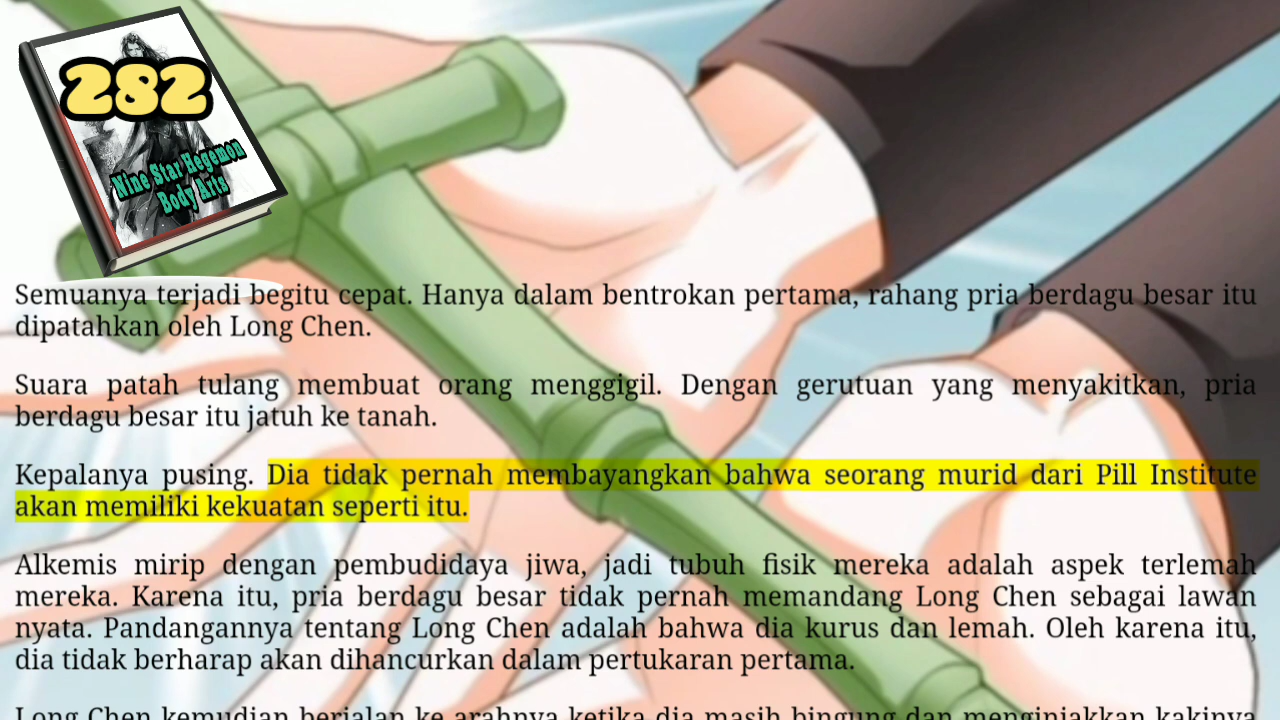 282
Nine Star Hegemon
Body Arts
Semuanya terjadi begitu cepat. Hanya dalam bentrokan pertama, rahang pria berdagu besar itu
dipatahkan oleh Long Chen.
Suara patah tulang membuat orang menggigil. Dengan gerutuan yang menyakitkan, pria
berdagu besar itu jatuh ke tanah.
Kepalanya pusing. Dia tidak pernah membayangkan bahwa seorang murid dari Pill Institute
akan memiliki kekuatan seperti itu.
Alkemis mirip dengan pembudidaya jiwa, jadi tubuh fisik mereka adalah aspek terlemah
mereka. Karena itu, pria berdagu besar tidak pernah memandang Long Chen sebagai lawan
nyata. Pandangannya tentang Long Chen adalah bahwa dia kurus dan lemah. Oleh karena itu,
dia tidak berharap akan dihancurkan dalam pertukaran pertama.
Long Chen kemudian berjalan ke arahnya ketika dia masih bingung dan menginjakkan kakinya